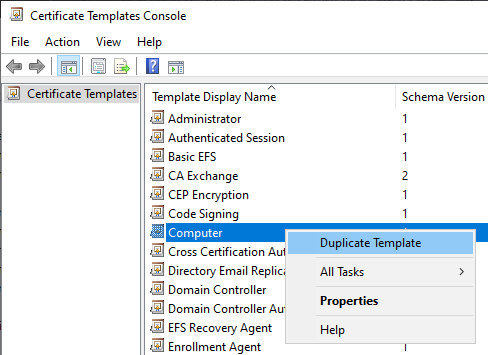 Certificate Templates Console
File Action View Help
Certificate Templates
Template Display Name Schema Version
Administrator 1
Authenticated Session 1
Basic EFS 1
CA Exchange 2
CEP Encryption 1
Code Signing 1
Computer
Duplicate Template
Cross Certification Aut
Directory Email Replica
All Tasks
Domain Controller
Properties
Domain Controller Aut
EFS Recovery Agent
Help
Enrollment Agent 1